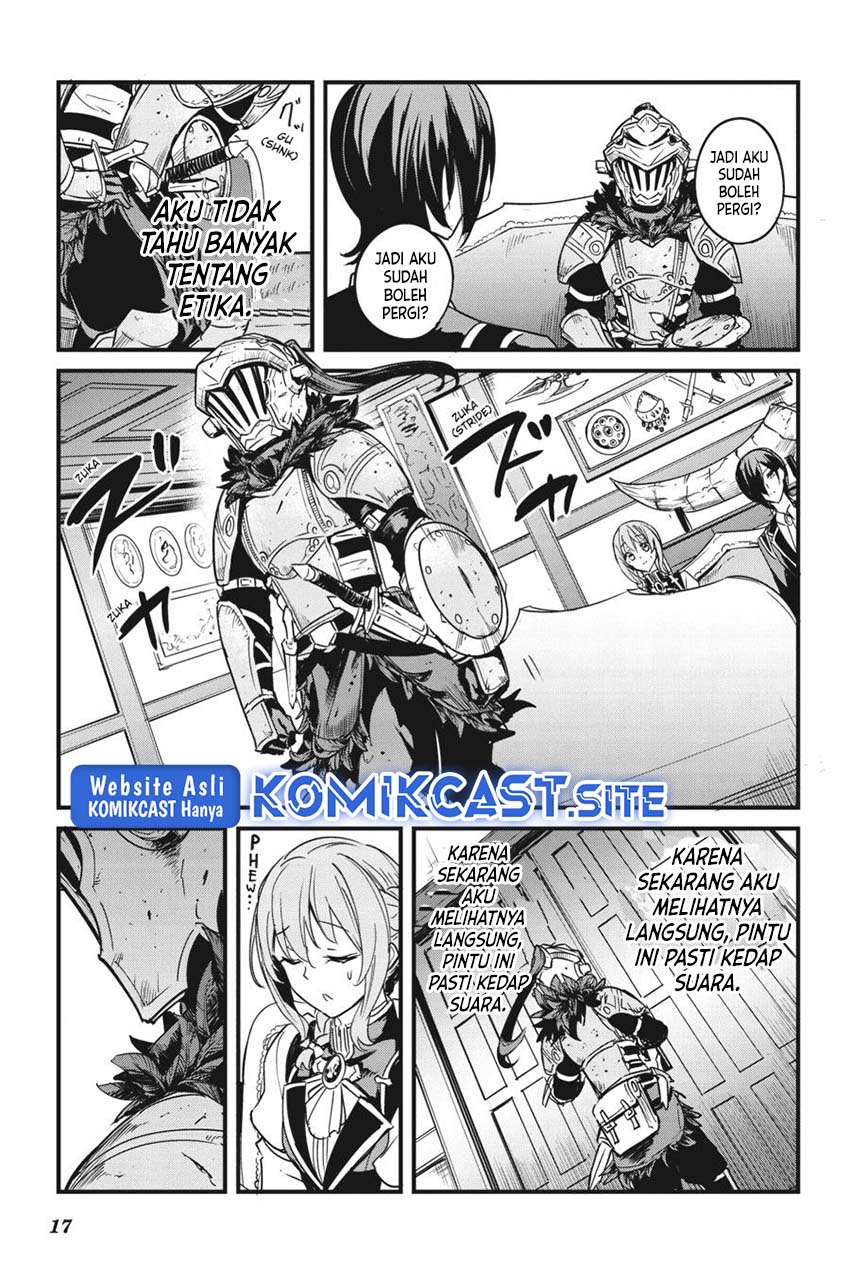 JADI AKU
SUDAH
BOLEH
PERGI?
JADI AKU
SUDAH
BOLEH
PERGI?
グッ
GU
(SHNK)
AKU TIDAK
TAHU BANYAK
TENTANG
ETIKA.
ズカ
ZUKA
(STRIDE)
ズカ
ZUKA
ZUKA
Website Asli
KOMIKCAST Hanya
KOMIKCAST.SITE
KARENA
SEKARANG AKU
MELIHATNYA
LANGSUNG, PINTU
INI PASTI KEDAP
SUARA.
KARENA
SEKARANG
AKU
MELIHATNYA
LANGSUNG,
PINTU INI
PASTI KEDAP
SUARA.
PHEW...
17